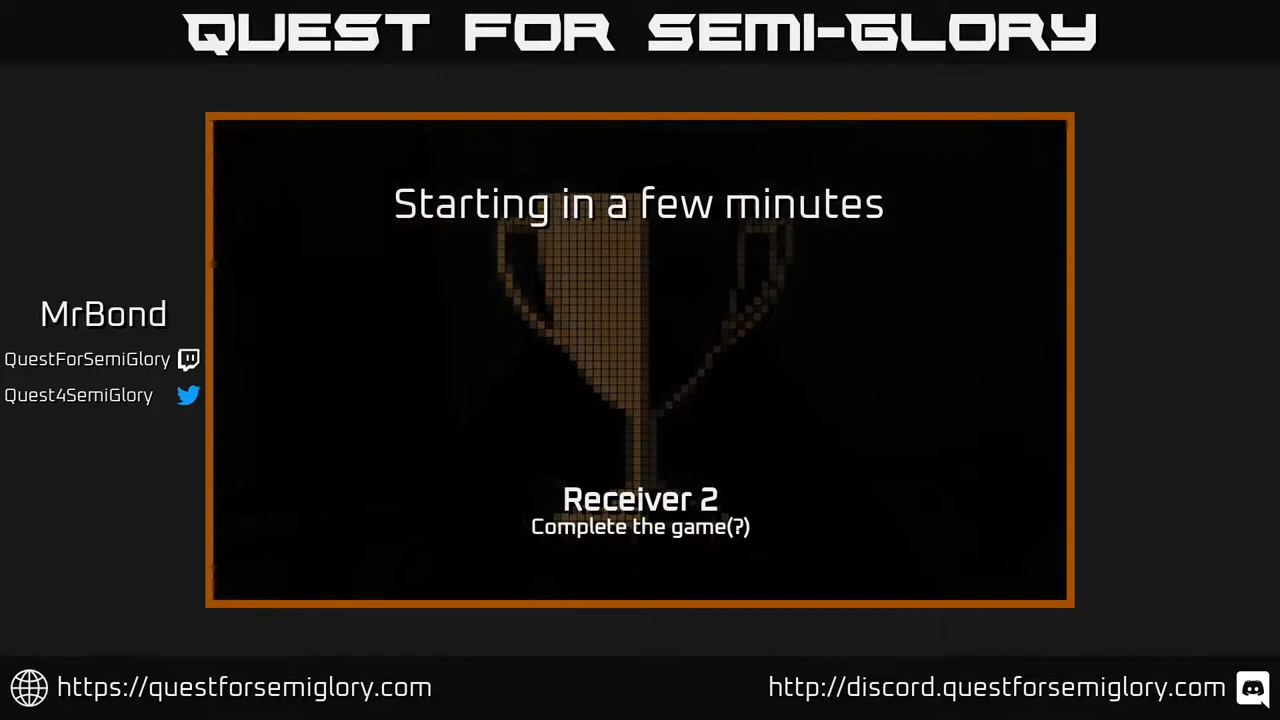 QUEST FOR SEMI-GLORY
Starting in a few minutes
MrBond
QuestForSemiGlory
Quest4SemiGlory
Receiver 2
Complete the game(?)
https://questforsemiglory.com
http://discord.questforsemiglory.com